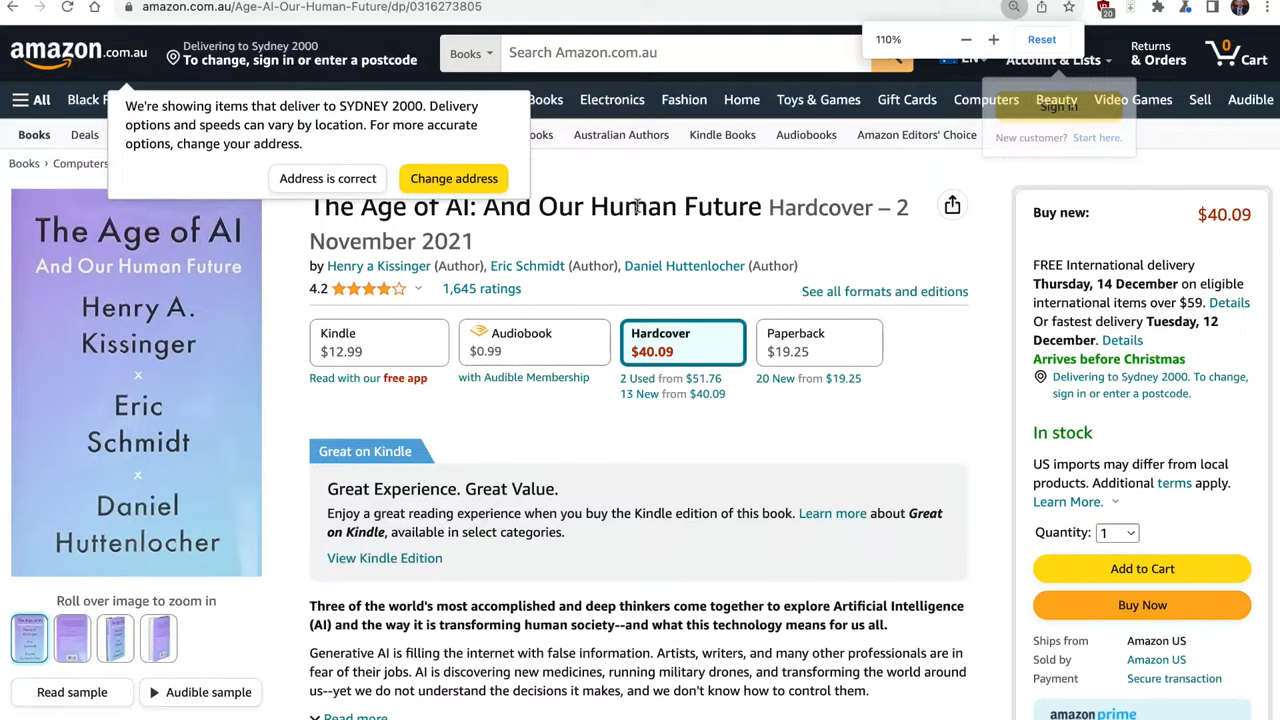 amazon.com.au/Age-AI-Our-Human-Future/dp/0316273805
20
110%
Reset
amazon.com.au
Delivering to Sydney 2000
To change, sign in or enter a postcode
Books
Search Amazon.com.au
EN
Account & Lists
Returns
& Orders
0
Cart
All
Black F
Books
Electronics
Fashion
Home
Toys & Games
Gift Cards
Computers
Beauty
Video Games
Sell
Audible
Sign in
New customer? Start here.
We're showing items that deliver to SYDNEY 2000. Delivery
options and speeds can vary by location. For more accurate
options, change your address.
Address is correct
Change address
Books
Deals
oks
Australian Authors
Kindle Books
Audiobooks
Amazon Editors' Choice
Books › Computers
The Age of AI
And Our Human Future
Henry A.
Kissinger
x
Eric
Schmidt
x
Daniel
Huttenlocher
Roll over image to zoom in
Read sample
Audible sample
The Age of AI: And Our Human Future Hardcover – 2
November 2021
by Henry a Kissinger (Author), Eric Schmidt (Author), Daniel Huttenlocher (Author)
4.2
1,645 ratings
See all formats and editions
Kindle
$12.99
Read with our free app
Audiobook
$0.99
with Audible Membership
Hardcover
$40.09
2 Used from $51.76
13 New from $40.09
Paperback
$19.25
20 New from $19.25
Great on Kindle
Great Experience. Great Value.
Enjoy a great reading experience when you buy the Kindle edition of this book. Learn more about Great
on Kindle, available in select categories.
View Kindle Edition
Three of the world's most accomplished and deep thinkers come together to explore Artificial Intelligence
(AI) and the way it is transforming human society--and what this technology means for us all.
Generative AI is filling the internet with false information. Artists, writers, and many other professionals are in
fear of their jobs. AI is discovering new medicines, running military drones, and transforming the world around
us--yet we do not understand the decisions it makes, and we don't know how to control them.
Read more
Buy new:
$40.09
FREE International delivery
Thursday, 14 December on eligible
international items over $59. Details
Or fastest delivery Tuesday, 12
December. Details
Arrives before Christmas
Delivering to Sydney 2000. To change,
sign in or enter a postcode.
In stock
US imports may differ from local
products. Additional terms apply.
Learn More.
Quantity: 1
Add to Cart
Buy Now
Ships from Amazon US
Sold by Amazon US
Payment Secure transaction
amazon prime